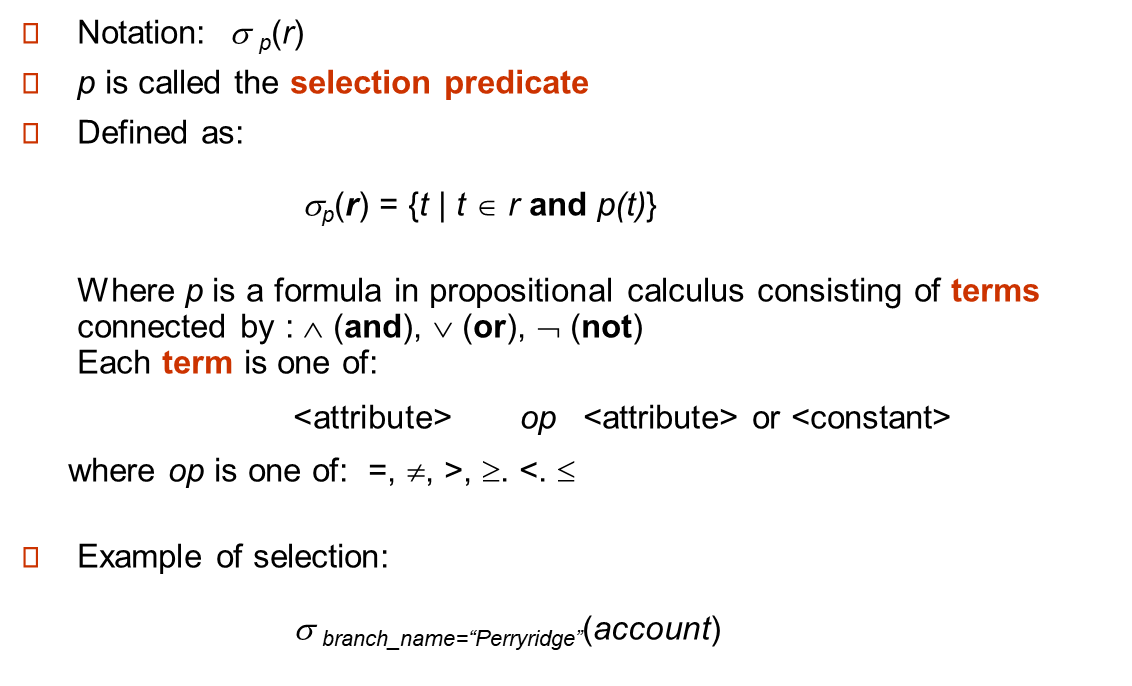 Notation: σ p(r)
p is called the selection predicate
Defined as:
σp(r) = {t | t ∈ r and p(t)}
Where p is a formula in propositional calculus consisting of terms
connected by : ∧ (and), ∨ (or), ¬ (not)
Each term is one of:
<attribute> op <attribute> or <constant>
where op is one of: =, ≠, >, ≥. <. ≤
Example of selection:
σ branch_name=“Perryridge”(account)